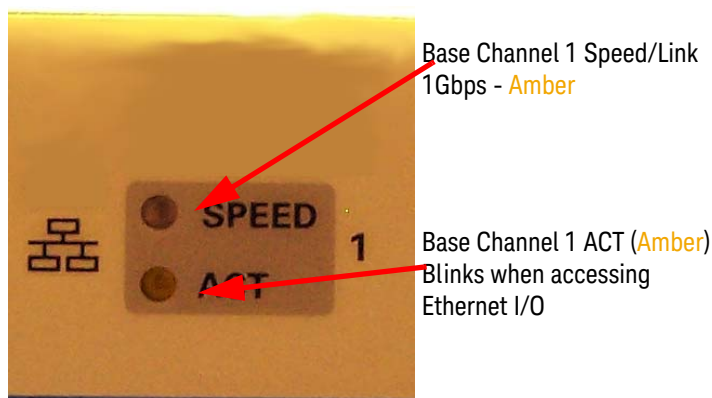 Base Channel 1 Speed/Link
1Gbps - Amber
SPEED
1
ACT
Base Channel 1 ACT (Amber)
Blinks when accessing
Ethernet I/O